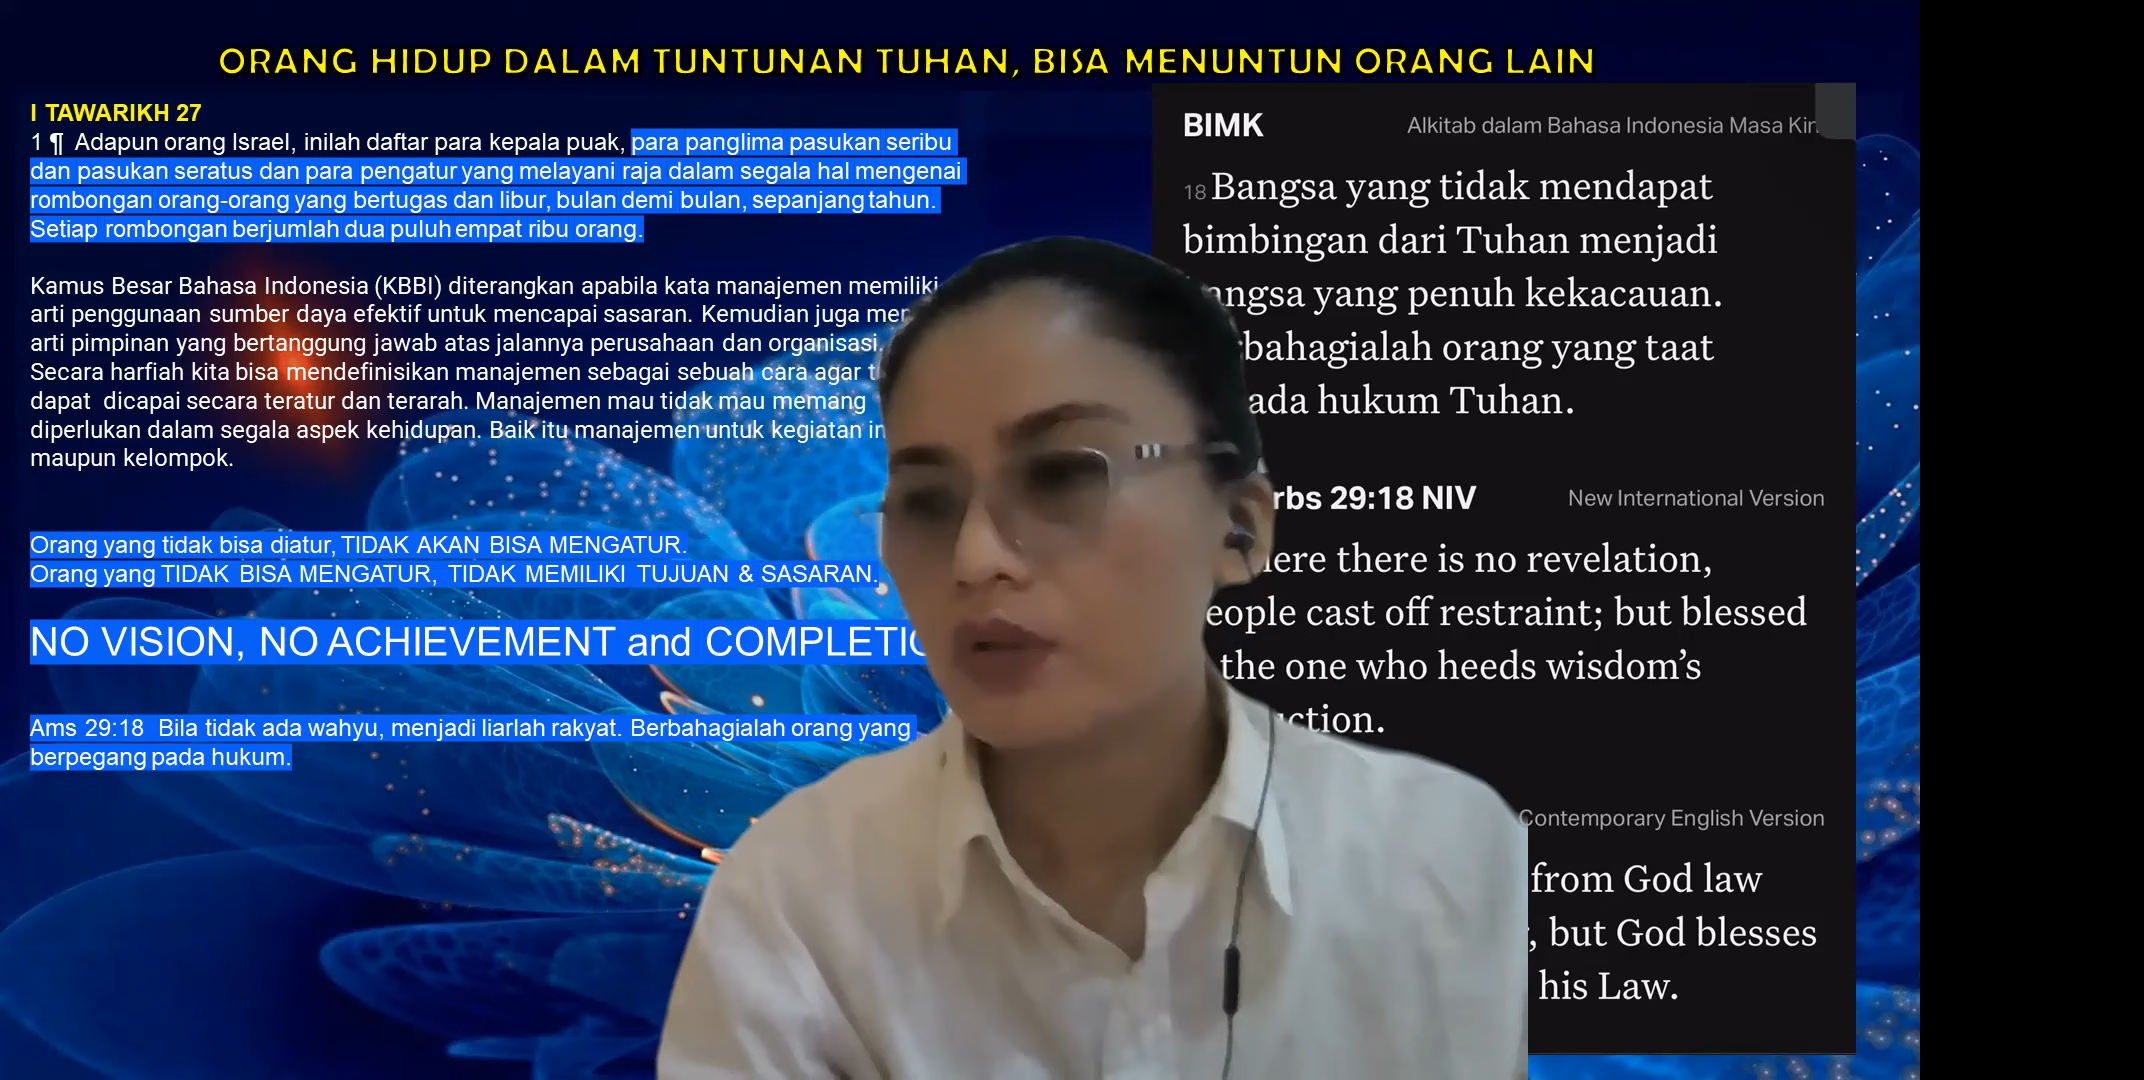 ORANG HIDUP DALAM TUNTUNAN TUHAN, BISA MENUNTUN ORANG LAIN
I TAWARIKH 27
1 ¶ Adapun orang Israel, inilah daftar para kepala puak, para panglima pasukan seribu
dan pasukan seratus dan para pengatur yang melayani raja dalam segala hal mengenai
rombongan orang-orang yang bertugas dan libur, bulan demi bulan, sepanjang tahun.
Setiap rombongan berjumlah dua puluh empat ribu orang.
Kamus Besar Bahasa Indonesia (KBBI) diterangkan apabila kata manajemen memiliki
arti penggunaan sumber daya efektif untuk mencapai sasaran. Kemudian juga
arti pimpinan yang bertanggung jawab atas jalannya perusahaan dan organisasi.
Secara harfiah kita bisa mendefinisikan manajemen sebagai sebuah cara agar
dapat dicapai secara teratur dan terarah. Manajemen mau tidak mau memang
diperlukan dalam segala aspek kehidupan. Baik itu manajemen untuk kegiatan
maupun kelompok.
Orang yang tidak bisa diatur, TIDAK AKAN BISA MENGATUR.
Orang yang TIDAK BISA MENGATUR, TIDAK MEMILIKI TUJUAN & SASARAN.
NO VISION, NO ACHIEVEMENT and
Ams 29:18 Bila tidak ada wahyu, menjadi liarlah rakyat. Berbahagialah orang yang
berpegang pada hukum.
BIMK
Alkitab dalam Bahasa Indonesia Masa
18 Bangsa yang tidak mendapat
bimbingan dari Tuhan menjadi
yang penuh kekacauan.
orang yang taat
hukum Tuhan.
29:18 NIV
New International Version
there is no revelation,
cast off restraint; but blessed
the one who heeds wisdom's
Contemporary English Version
from God law
but God blesses
his Law.